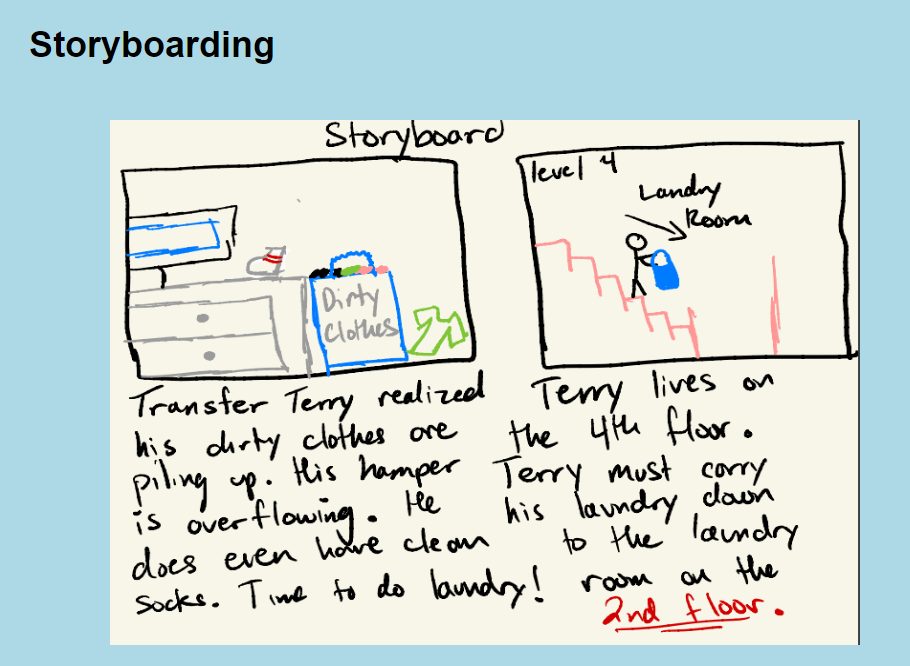 Storyboarding
Storyboard
Dirty
Clothes
level 4
Landry
Room
Transfer Terry realized
his dirty clothes are
piling up. His hamper
is overflowing. He
does even have clean
socks. Time to do laundry!
Terry lives on
the 4th floor.
Terry must carry
his laundry down
to the laundry
room on the
2nd floor.